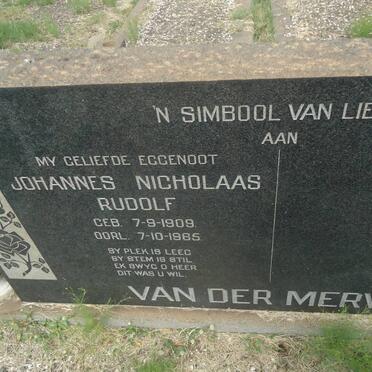 'N SIMBOOL VAN LIE
AAN
MY GELIEFDE EGGENOOT
JOHANNES NICHOLAAS
RUDOLF
GEB. 7-9-1909.
OORL. 7-10-1965.
SY PLEK IS LEEG
SY STEM IS STIL
EK SWYG O HEER
DIT WAS U WIL.
VAN DER MERW